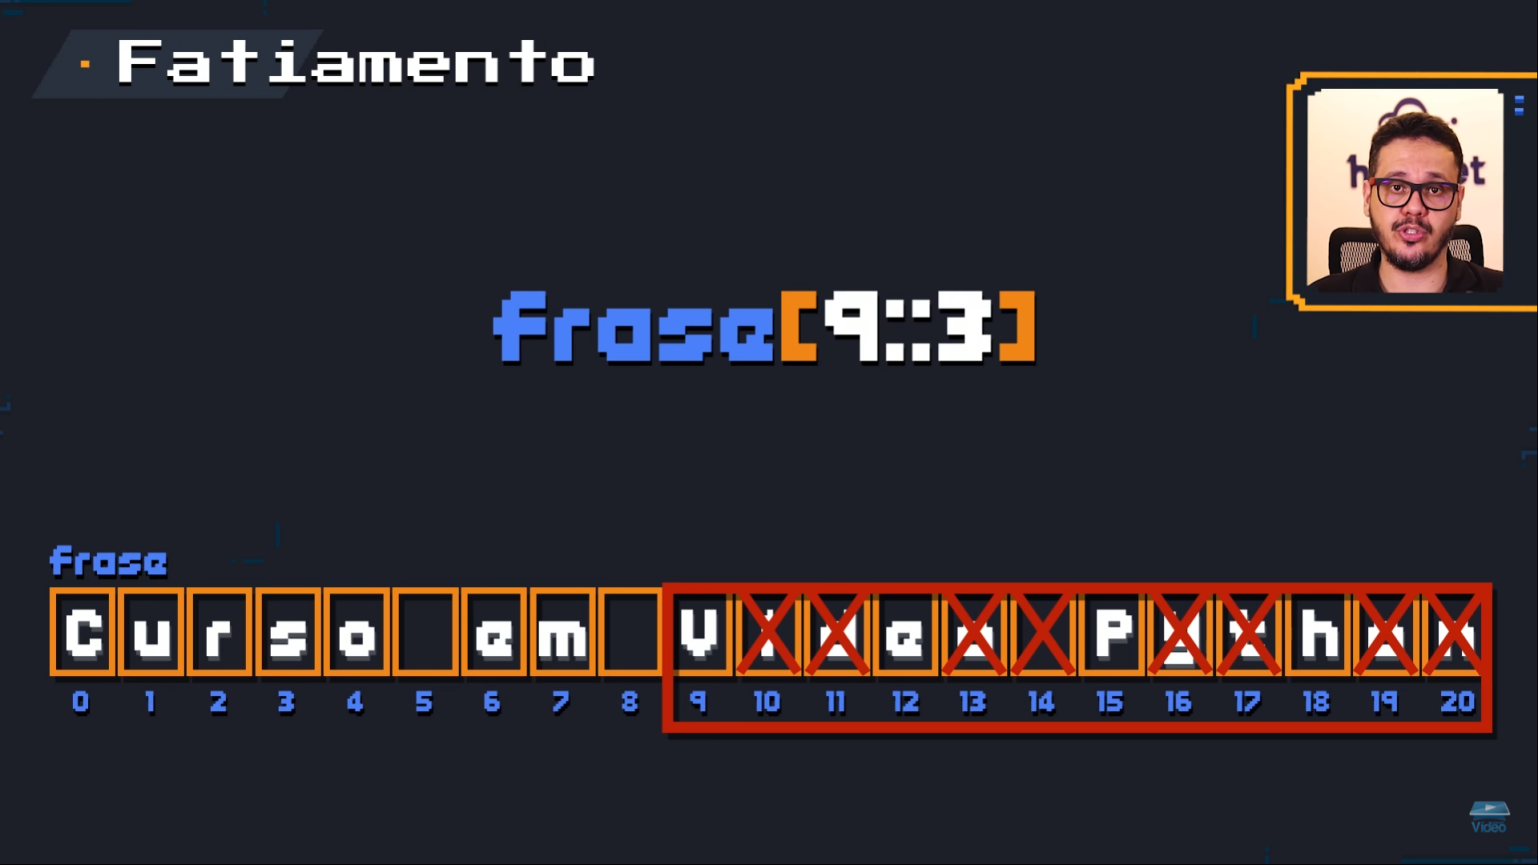 Fatiamento
frase[9::3]
frase
C u r s o e m V i d e o P y t h o n
0 1 2 3 4 5 6 7 8 9 10 11 12 13 14 15 16 17 18 19 20
Vídeo